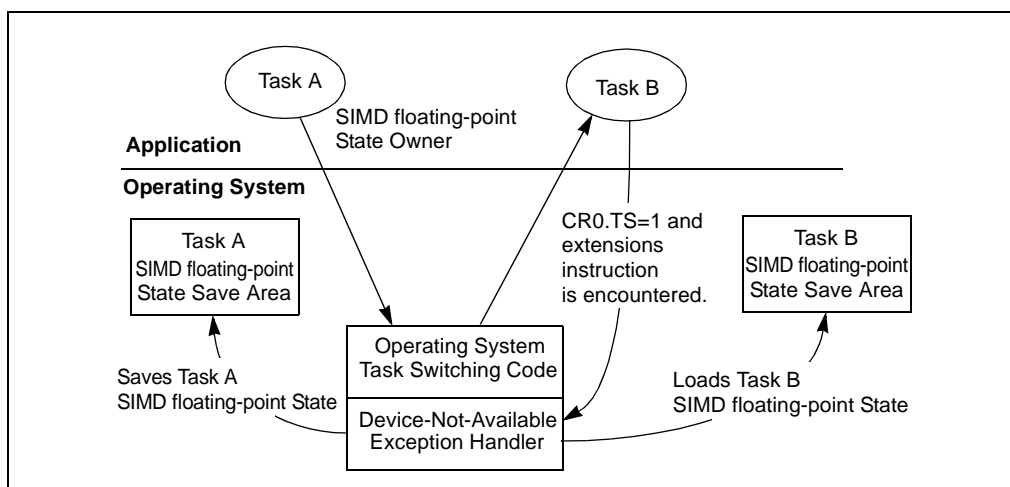 Task A
Task B
SIMD floating-point
State Owner
Application
Operating System
Task A
SIMD floating-point
State Save Area
CR0.TS=1 and
extensions
instruction
is encountered.
Task B
SIMD floating-point
State Save Area
Operating System
Task Switching Code
Saves Task A
SIMD floating-point State
Device-Not-Available
Exception Handler
Loads Task B
SIMD floating-point State